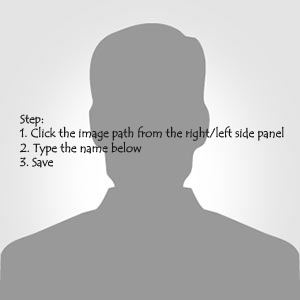 Step:
1. Click the image path from the right/left side panel
2. Type the name below
3. Save